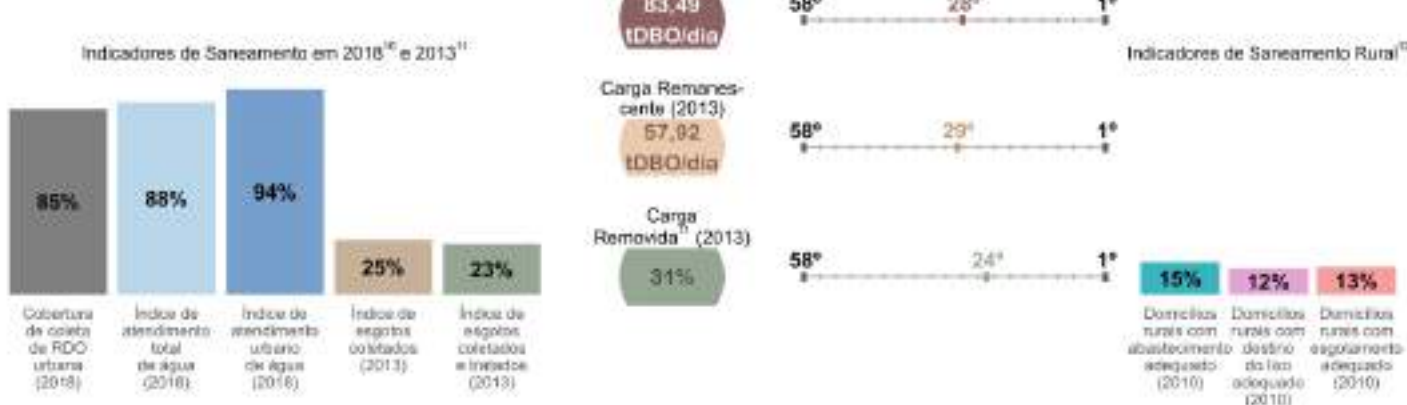 Indicadores de Saneamento em 2018¹⁰ e 2013¹¹
85%
88%
94%
25%
23%
Cobertura
de coleta
de RDO
urbana
(2018)
Índice de
atendimento
total
de água
(2018)
Índice de
atendimento
urbano
de água
(2018)
Índice de
esgotos
coletados
(2013)
Índice de
esgotos
coletados
e tratados
(2013)
83,49
tDBO/dia
58º 28º 1º
Carga Remanes-
cente (2013)
57,92
tDBO/dia
58º 29º 1º
Carga
Removida¹¹ (2013)
31%
58º 24º 1º
Indicadores de Saneamento Rural
15%
12%
13%
Domicílios
rurais com
abastecimento
adequado
(2010)
Domicílios
rurais com
destino
do lixo
adequado
(2010)
Domicílios
rurais com
esgotamento
adequado
(2010)